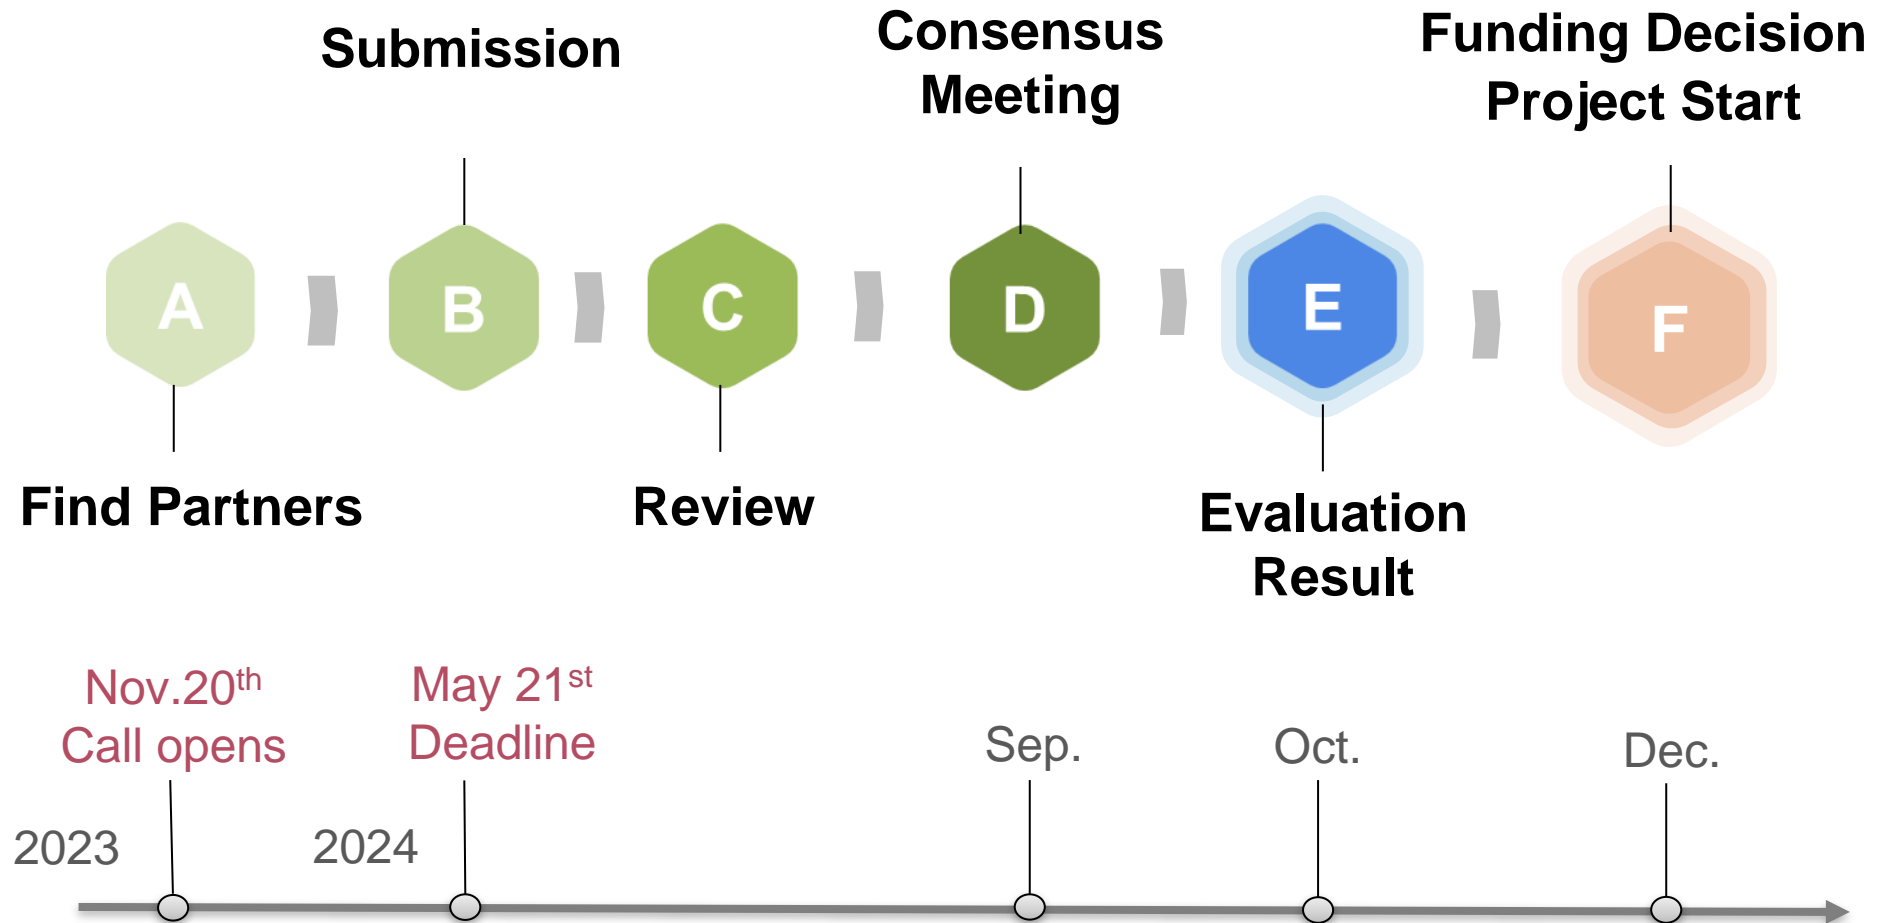 Submission
Consensus
Meeting
Funding Decision
Project Start
A
B
C
D
E
F
Find Partners
Review
Evaluation
Result
Nov.20th
Call opens
May 21st
Deadline
Sep.
Oct.
Dec.
2023
2024